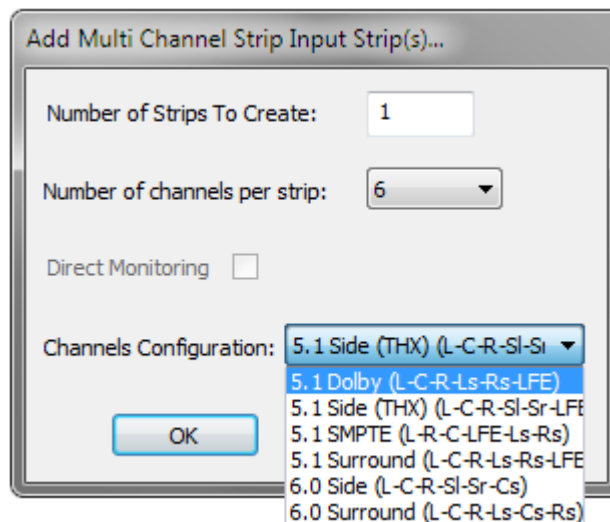 Add Multi Channel Strip Input Strip(s)...
Number of Strips To Create: 1
Number of channels per strip: 6
Direct Monitoring
Channels Configuration: 5.1 Side (THX) (L-C-R-Sl-Sr
5.1 Dolby (L-C-R-Ls-Rs-LFE)
5.1 Side (THX) (L-C-R-Sl-Sr-LFE
5.1 SMPTE (L-R-C-LFE-Ls-Rs)
5.1 Surround (L-C-R-Ls-Rs-LFE
OK
6.0 Side (L-C-R-Sl-Sr-Cs)
6.0 Surround (L-C-R-Ls-Cs-Rs)